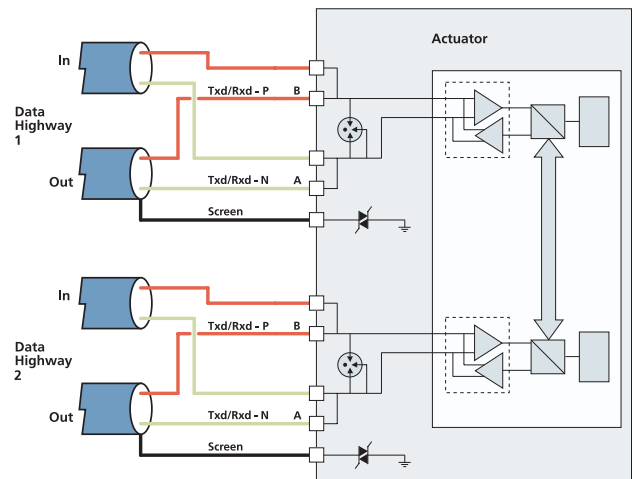 Actuator
In
Txd/Rxd - P B
Data
Highway
1
Out
Txd/Rxd - N A
Screen
In
Txd/Rxd - P B
Data
Highway
2
Out
Txd/Rxd - N A
Screen